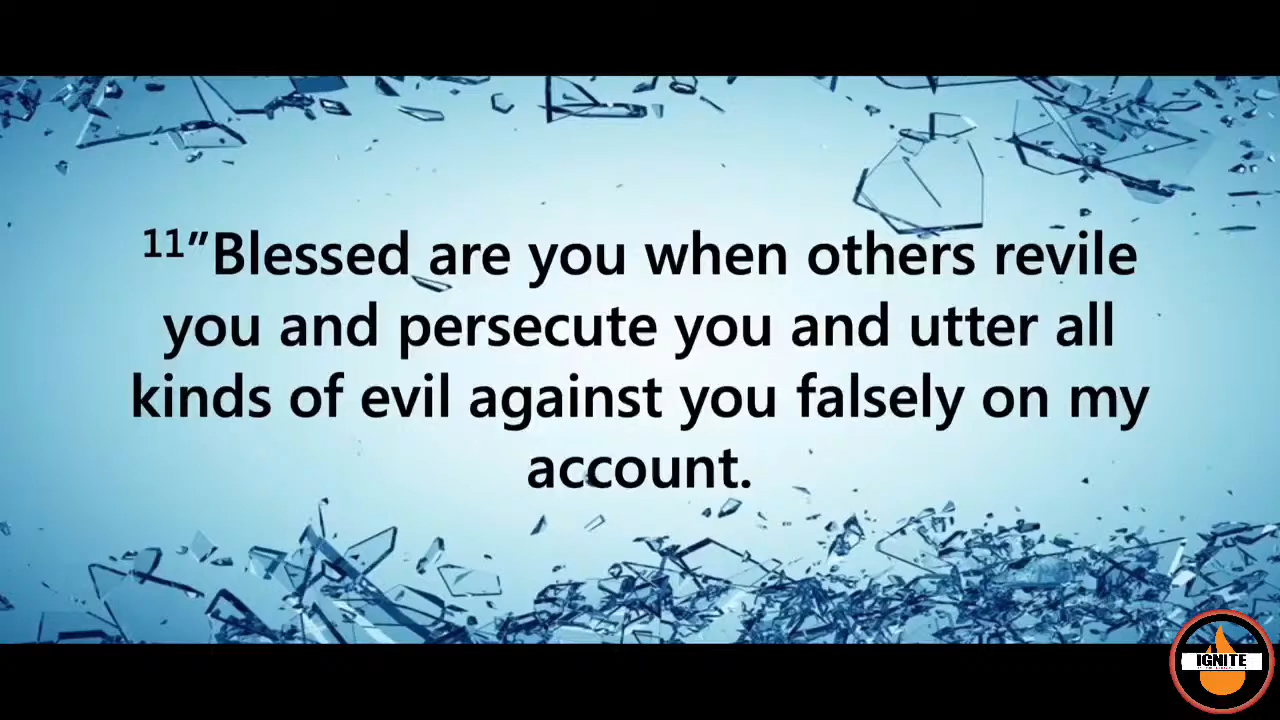 11”Blessed are you when others revile
you and persecute you and utter all
kinds of evil against you falsely on my
account.
IGNITE